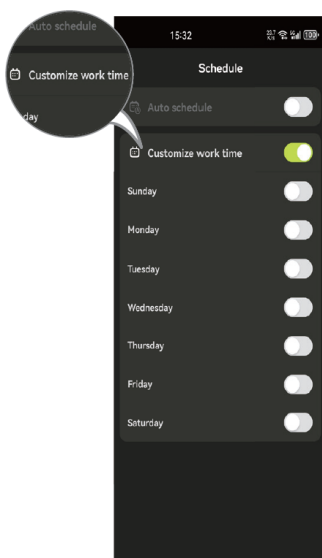 Auto schedule
Customize work time
day
15:32
100
Schedule
Auto schedule
Customize work time
Sunday
Monday
Tuesday
Wednesday
Thursday
Friday
Saturday